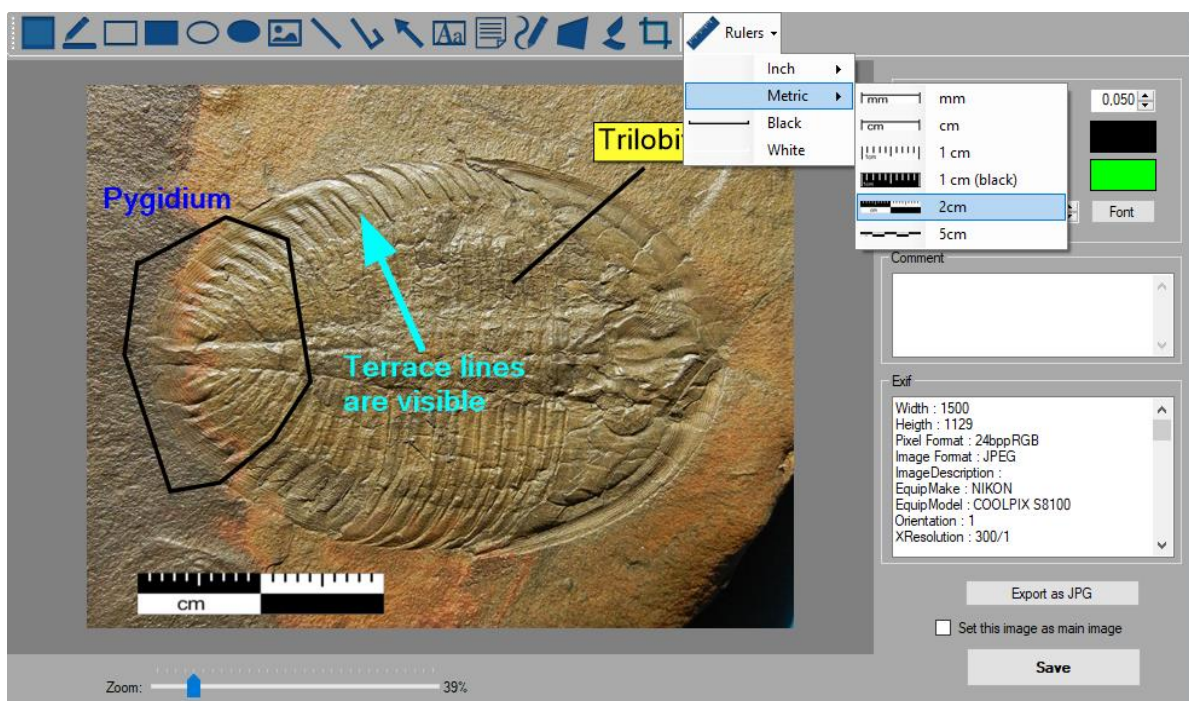 Aa
Rulers
Inch
Metric
Black
White
mm
mm
cm
cm
1 cm
1 cm (black)
2cm
5cm
0,050
Font
Pygidium
Terrace lines
are visible
cm
Comment
Exif
Width : 1500
Heigth : 1129
Pixel Format : 24bppRGB
Image Format : JPEG
ImageDescription :
EquipMake : NIKON
EquipModel : COOLPIX S8100
Orientation : 1
XResolution : 300/1
Export as JPG
Set this image as main image
Save
Zoom:
39%